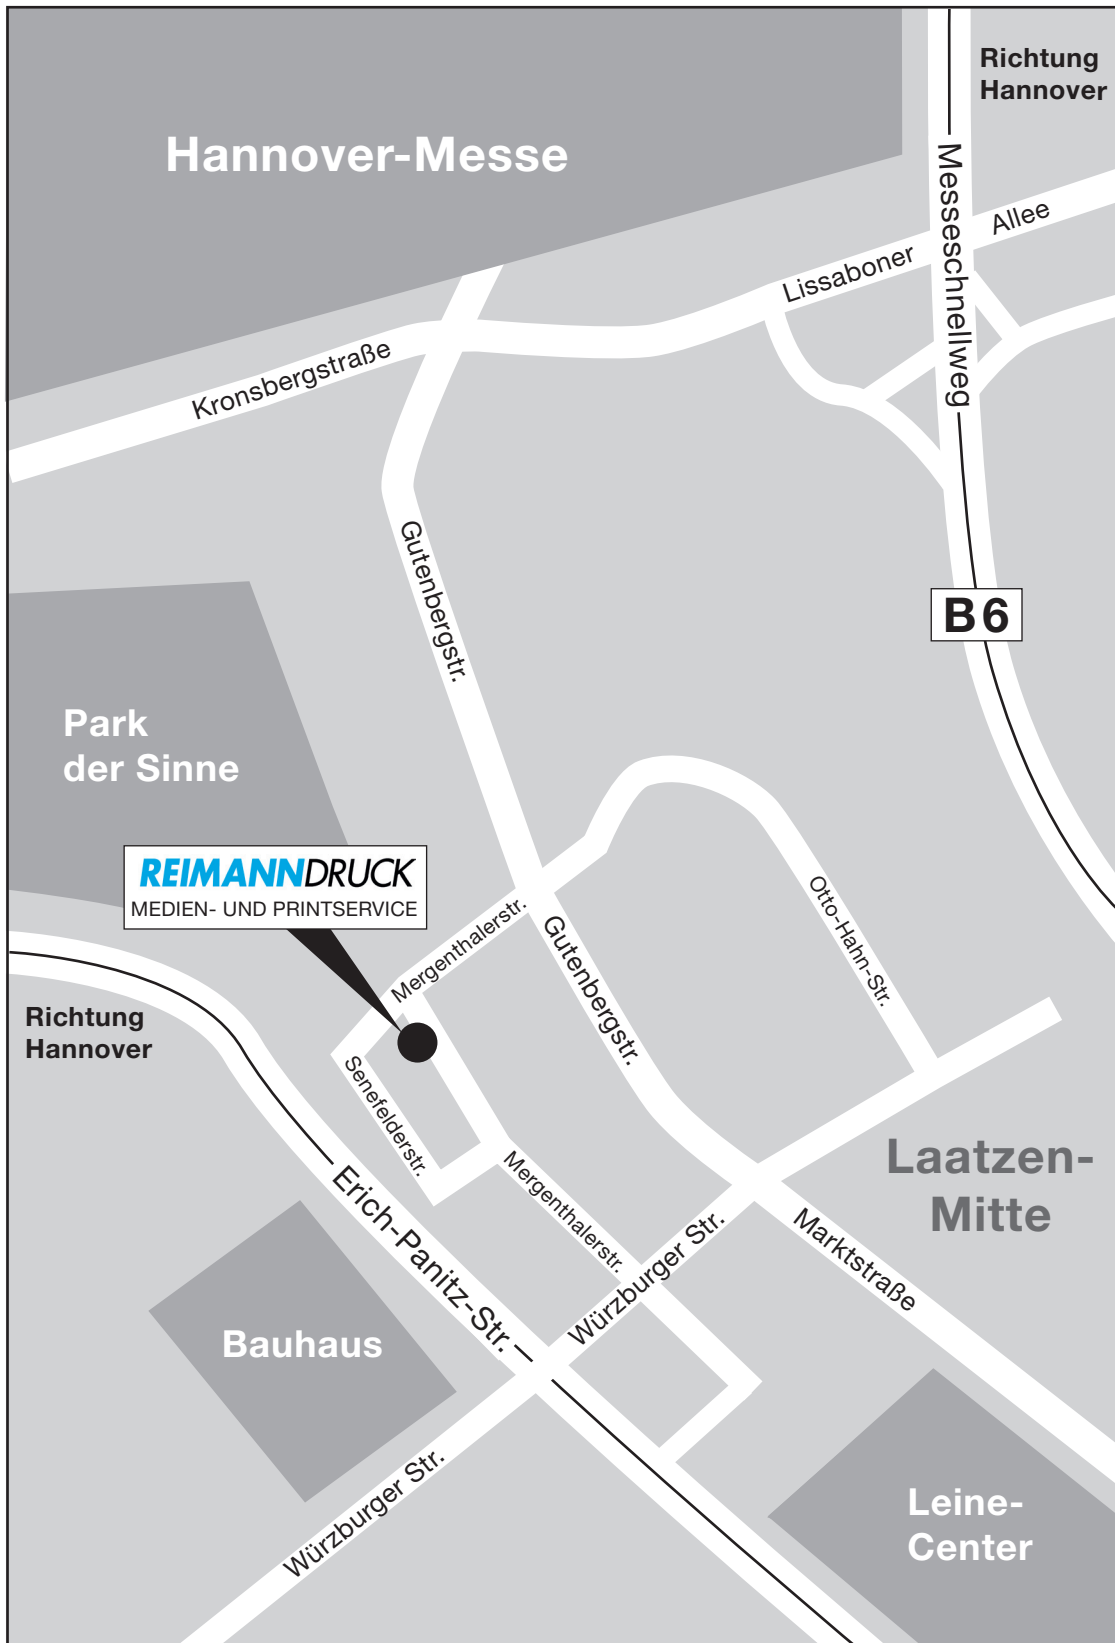 Richtung
Hannover
Hannover-Messe
Messeschnellweg
Lissaboner Allee
Kronsbergstraße
Gutenbergstr.
B6
Park
der Sinne
REIMANNDRUCK
MEDIEN- UND PRINTSERVICE
Mergenthalerstr.
Otto-Hahn-Str.
Gutenbergstr.
Richtung
Hannover
Senefelderstr.
Mergenthalerstr.
Laatzen-
Mitte
Erich-Panitz-Str.
Würzburger Str.
Marktstraße
Bauhaus
Würzburger Str.
Leine-
Center